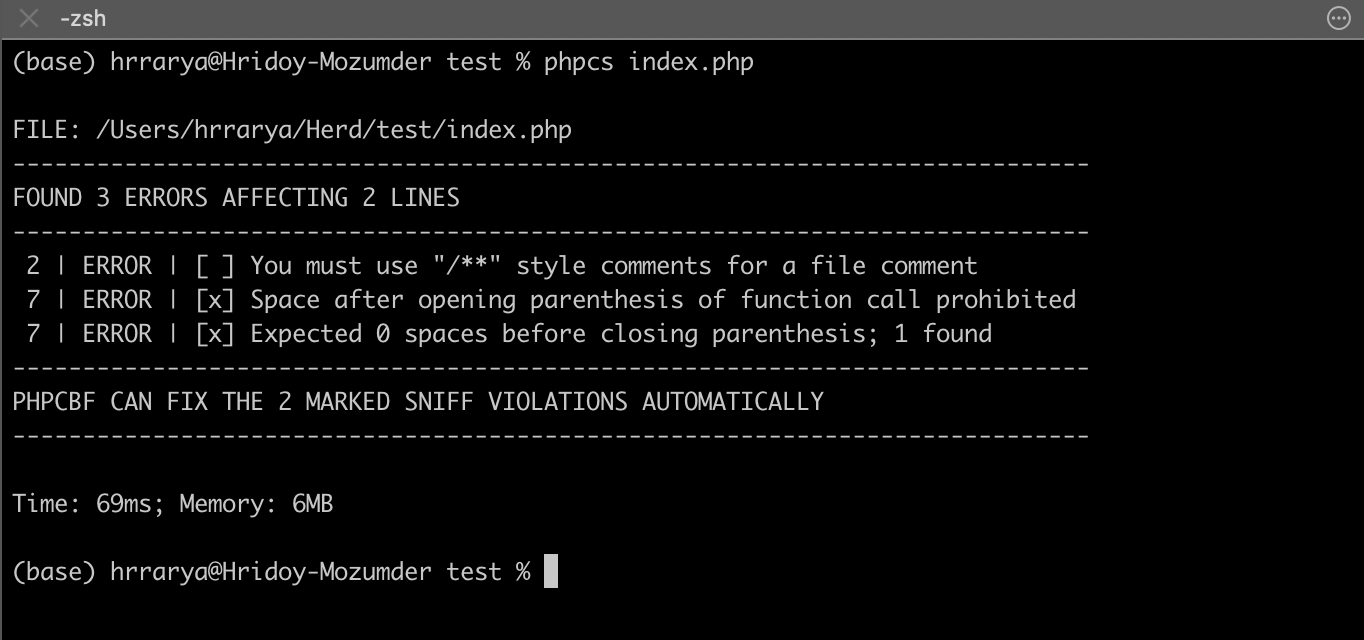 -zsh
(base) hrrarya@Hridoy-Mozumder test % phpcs index.php
FILE: /Users/hrrarya/Herd/test/index.php
-----------------------------------------------------------------------------
FOUND 3 ERRORS AFFECTING 2 LINES
-----------------------------------------------------------------------------
 2 | ERROR | [ ] You must use "/**" style comments for a file comment
 7 | ERROR | [x] Space after opening parenthesis of function call prohibited
 7 | ERROR | [x] Expected 0 spaces before closing parenthesis; 1 found
-----------------------------------------------------------------------------
PHPCBF CAN FIX THE 2 MARKED SNIFF VIOLATIONS AUTOMATICALLY
-----------------------------------------------------------------------------
Time: 69ms; Memory: 6MB
(base) hrrarya@Hridoy-Mozumder test %